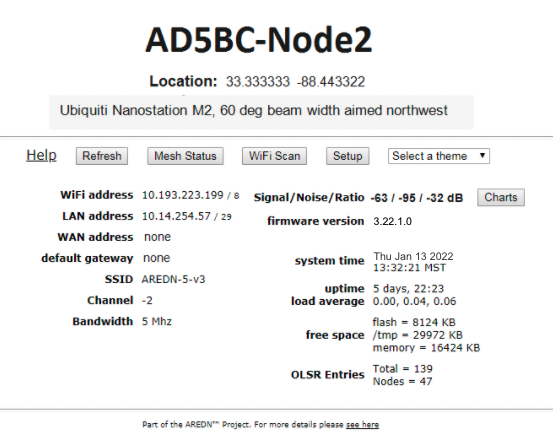 AD5BC-Node2
Location: 33.333333 -88.443322
Ubiquiti Nanostation M2, 60 deg beam width aimed northwest
Help Refresh Mesh Status WiFi Scan Setup Select a theme
WiFi address 10.193.223.199 / 8
LAN address 10.14.254.57 / 29
WAN address none
default gateway none
SSID AREDN-5-v3
Channel -2
Bandwidth 5 Mhz
Signal/Noise/Ratio -63 / -95 / -32 dB Charts
firmware version 3.22.1.0
system time Thu Jan 13 2022
13:32:21 MST
uptime 5 days, 22:23
load average 0.00, 0.04, 0.06
free space flash = 8124 KB
/tmp = 29972 KB
memory = 16424 KB
OLSR Entries Total = 139
Nodes = 47
Part of the AREDN™ Project. For more details please see here